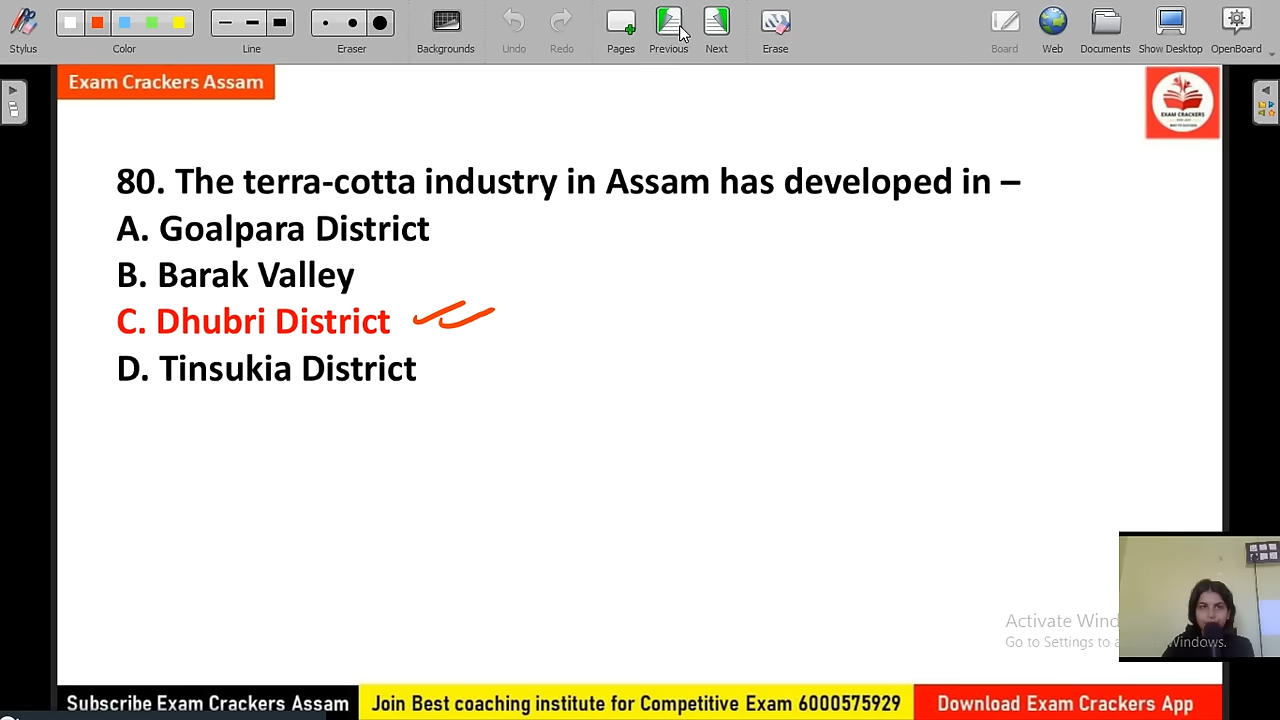 Stylus
Color
Line
Eraser
Backgrounds
Undo
Redo
Pages
Previous
Next
Erase
Board
Web
Documents
Show Desktop
OpenBoard
Exam Crackers Assam
EXAM CRACKERS
80. The terra-cotta industry in Assam has developed in –
A. Goalpara District
B. Barak Valley
C. Dhubri District
D. Tinsukia District
Activate Wind
Go to Settings to a Windows.
Subscribe Exam Crackers Assam
Join Best coaching institute for Competitive Exam 6000575929
Download Exam Crackers App